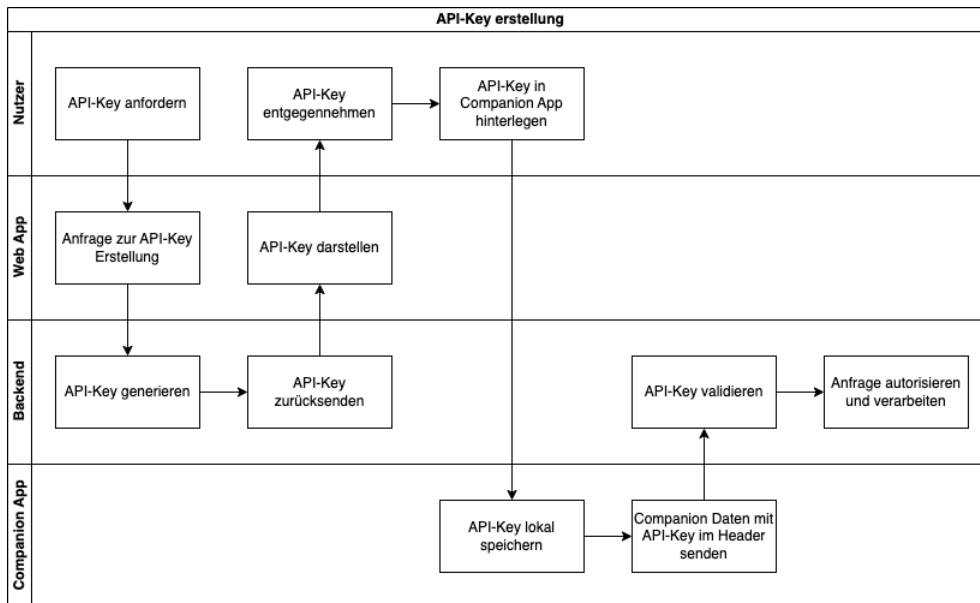 API-Key erstellung
Nutzer
API-Key anfordern
API-Key
entgegennehmen
API-Key in
Companion App
hinterlegen
Web App
Anfrage zur API-Key
Erstellung
API-Key darstellen
Backend
API-Key generieren
API-Key
zurücksenden
API-Key validieren
Anfrage autorisieren
und verarbeiten
Companion App
API-Key lokal
speichern
Companion Daten mit
API-Key im Header
senden